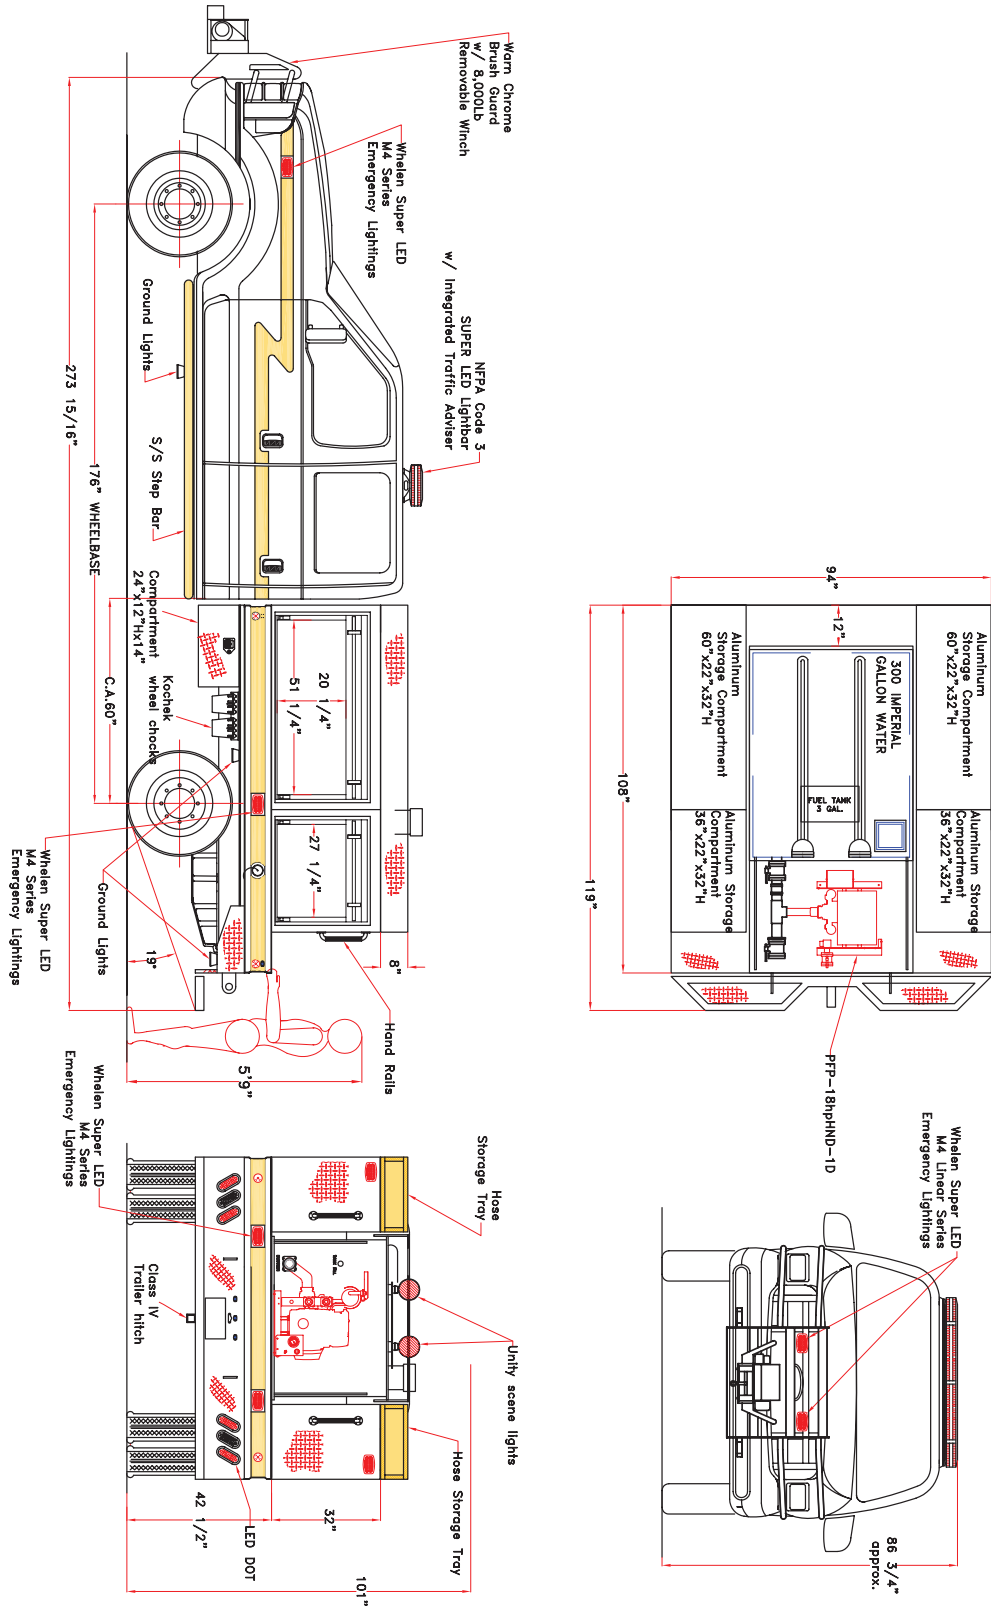 Warn Chrome
Brush Guard
w/ 8,000Lb
Removable Winch
Whelen Super LED
M4 Series
Emergency Lightings
NFPA Code 3
SUPER LED Lightbar
w/ Integrated Traffic Adviser
Ground Lights
S/S Step Bar
273 15/16"
176" WHEELBASE
Compartment
24"x12"Hx14"
C.A.60"
Kochek
wheel chocks
20 1/4"
51 1/4"
27 1/4"
8"
19°
Ground Lights
Whelen Super LED
M4 Series
Emergency Lightings
Hand Rails
5'9"
94"
12"
108"
119"
Aluminum
Storage Compartment
60"x22"x32"H
Aluminum
Storage Compartment
60"x22"x32"H
300 IMPERIAL
GALLON WATER
FUEL TANK
3 GAL.
Aluminum Storage
Compartment
36"x22"x32"H
Aluminum Storage
Compartment
36"x22"x32"H
PFP-18hpHND-1D
Whelen Super LED
M4 Series
Emergency Lightings
Hose
Storage Tray
Class IV
Trailer hitch
Unity scene lights
Hose Storage Tray
LED DOT
42 1/2"
32"
101"
Whelen Super LED
M4 Linear Series
Emergency Lightings
86 3/4"
approx.